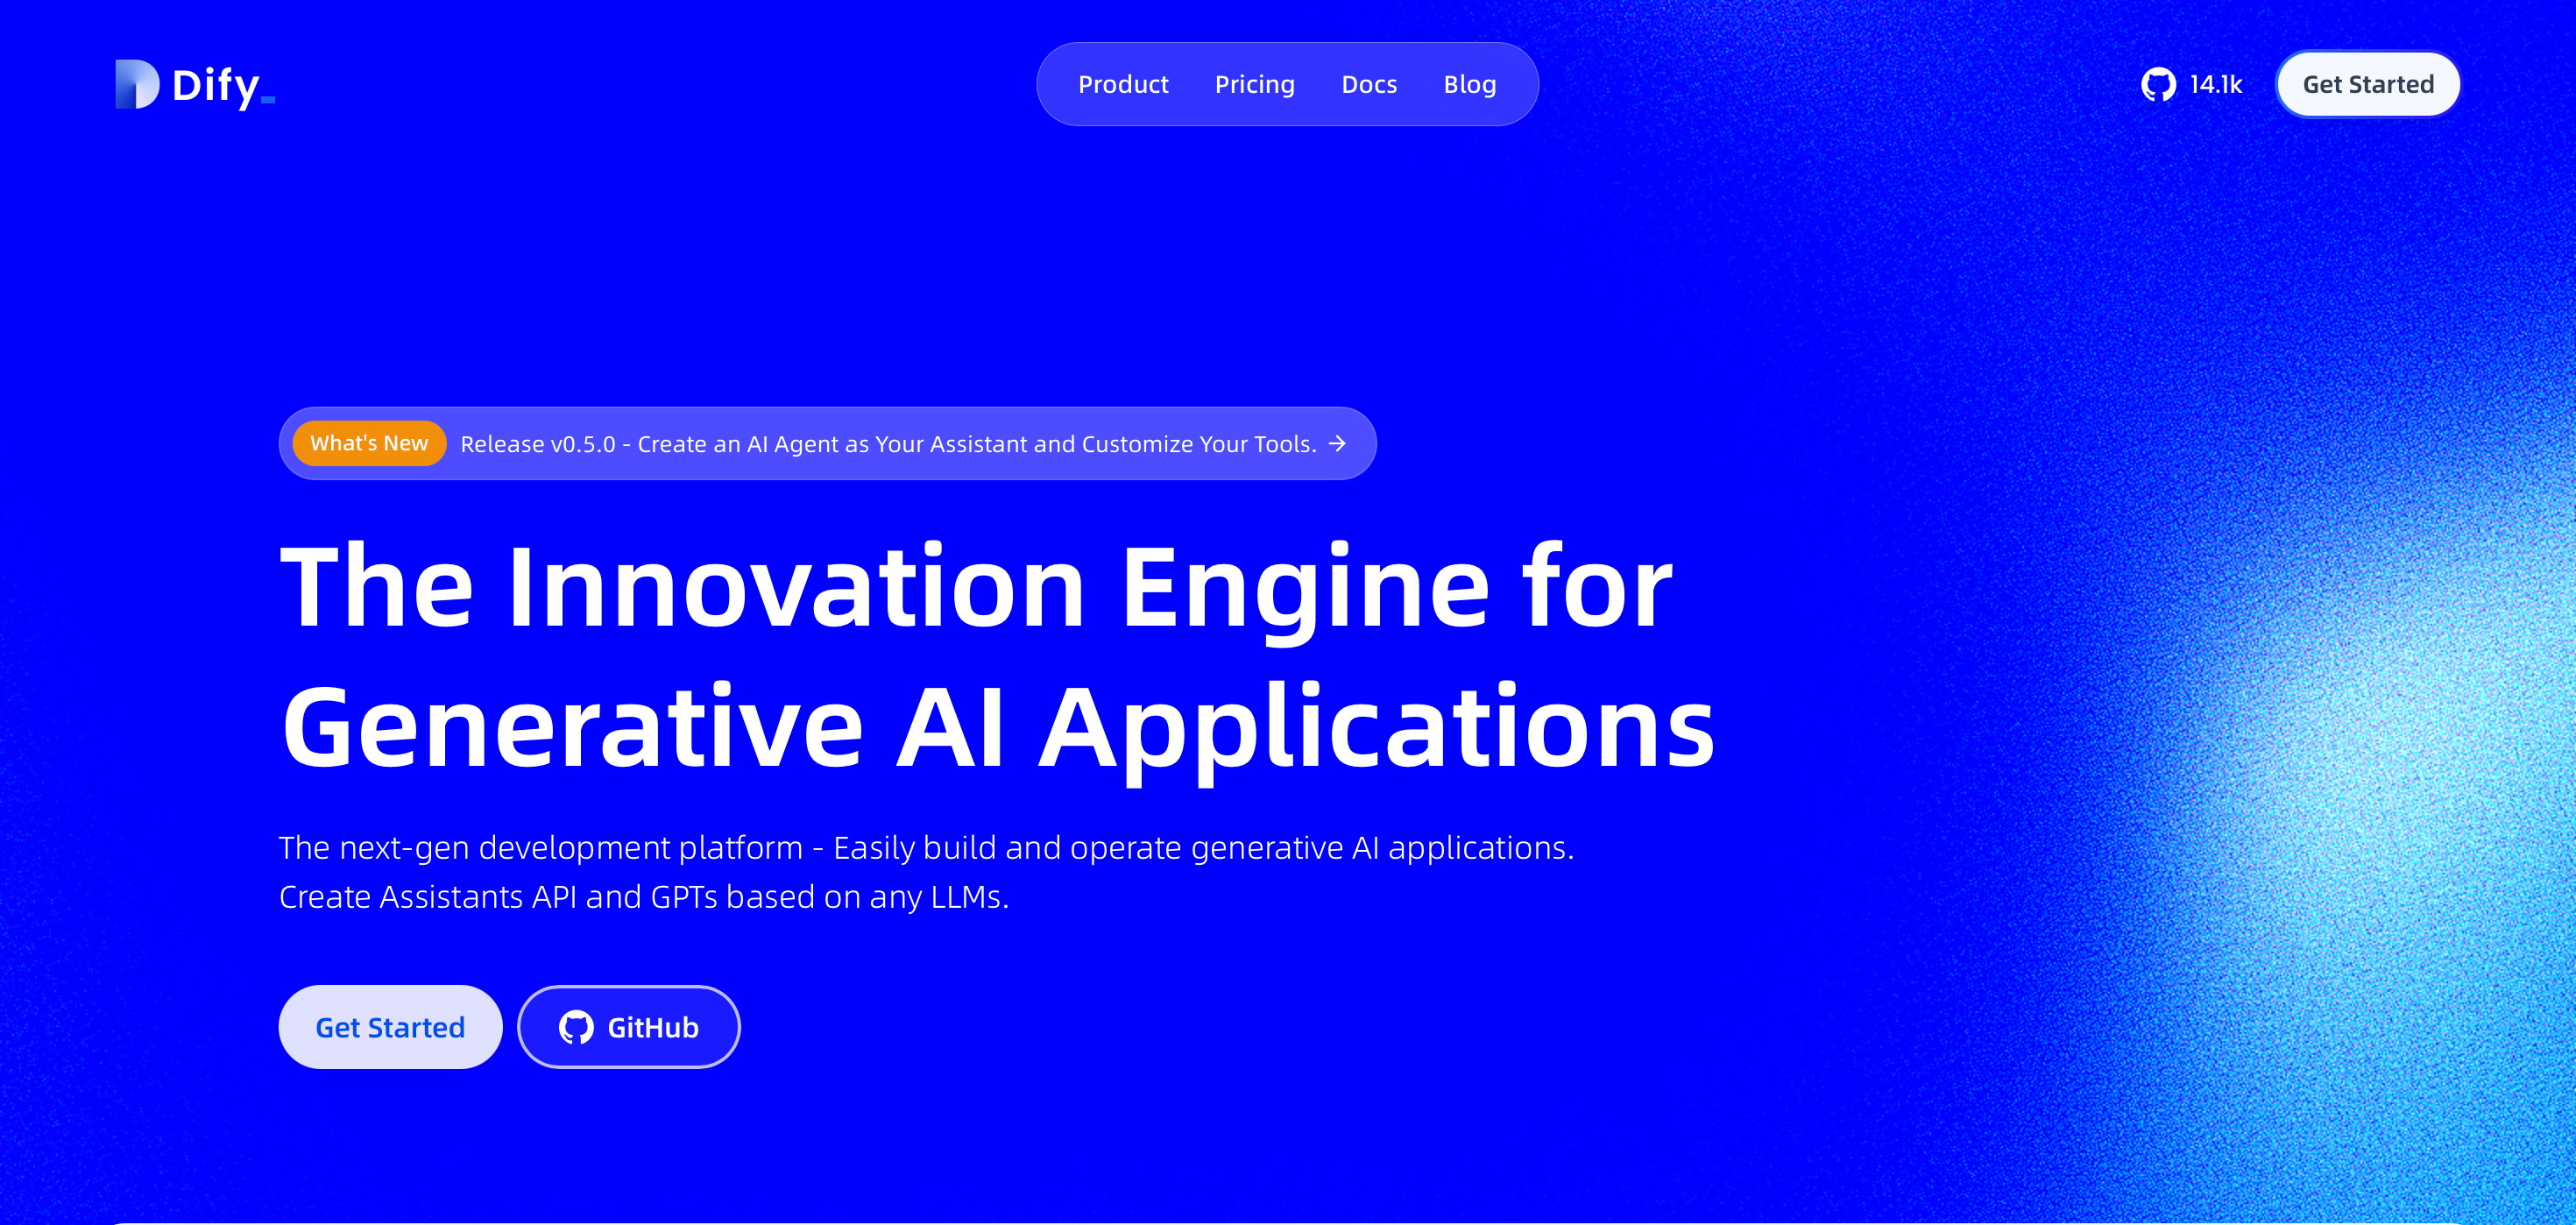 Dify_
Product Pricing Docs Blog
14.1k
Get Started
What's New Release v0.5.0 - Create an AI Agent as Your Assistant and Customize Your Tools. →
The Innovation Engine for
Generative AI Applications
The next-gen development platform - Easily build and operate generative AI applications.
Create Assistants API and GPTs based on any LLMs.
Get Started GitHub